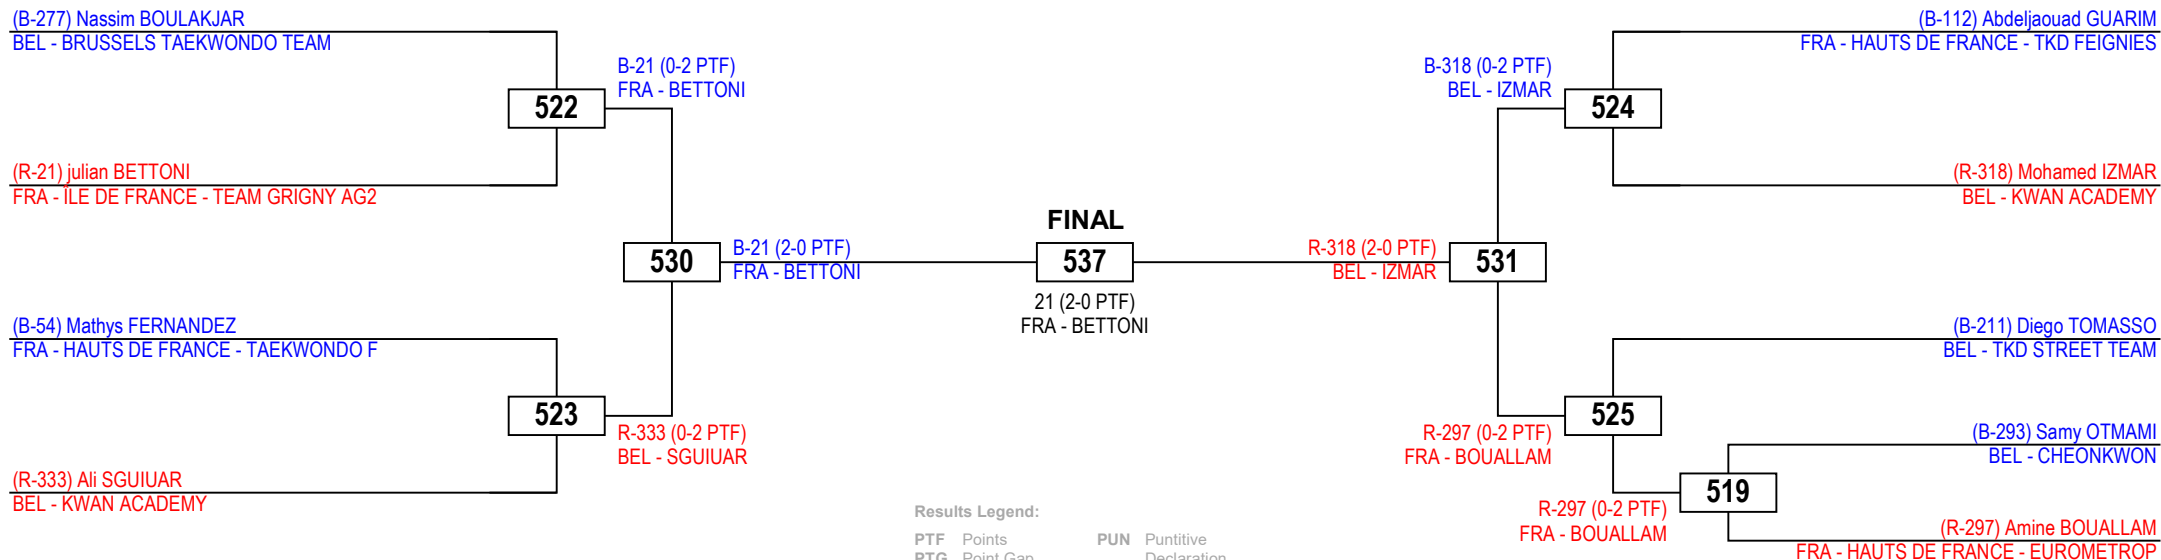 (B-277) Nassim BOULAKJAR
BEL - BRUSSELS TAEKWONDO TEAM
B-21 (0-2 PTF)
FRA - BETTONI
522
(R-21) julian BETTONI
FRA - ÎLE DE FRANCE - TEAM GRIGNY AG2
530
B-21 (2-0 PTF)
FRA - BETTONI
(B-54) Mathys FERNANDEZ
FRA - HAUTS DE FRANCE - TAEKWONDO F
523
R-333 (0-2 PTF)
BEL - SGUIUAR
(R-333) Ali SGUIUAR
BEL - KWAN ACADEMY
FINAL
537
21 (2-0 PTF)
FRA - BETTONI
(B-112) Abdeljaouad GUARIM
FRA - HAUTS DE FRANCE - TKD FEIGNIES
B-318 (0-2 PTF)
BEL - IZMAR
524
(R-318) Mohamed IZMAR
BEL - KWAN ACADEMY
R-318 (2-0 PTF)
BEL - IZMAR
531
(B-211) Diego TOMASSO
BEL - TKD STREET TEAM
525
R-297 (0-2 PTF)
FRA - BOUALLAM
(B-293) Samy OTMAMI
BEL - CHEONKWON
519
R-297 (0-2 PTF)
FRA - BOUALLAM
(R-297) Amine BOUALLAM
FRA - HAUTS DE FRANCE - EUROMETROP
Results Legend:
PTF Points PUN Puntitive
PTG Point Gap Declaration